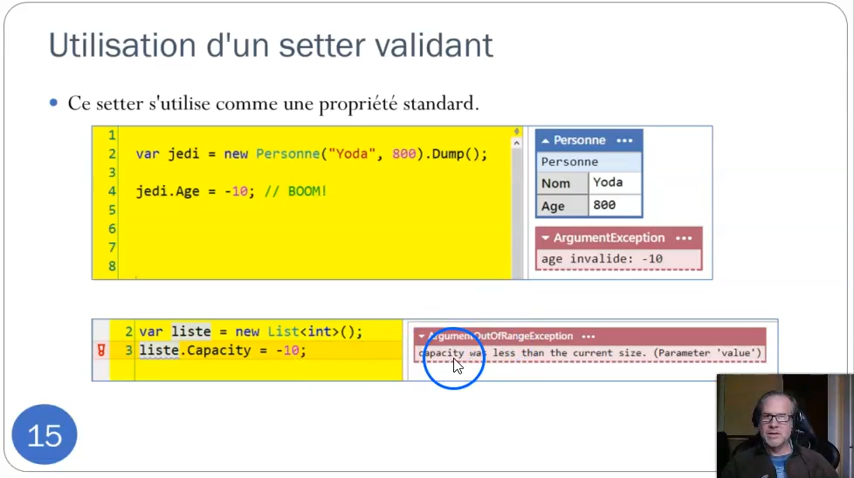 Utilisation d'un setter validant
• Ce setter s'utilise comme une propriété standard.
1
2 var jedi = new Personne("Yoda", 800).Dump();
3
4 jedi.Age = -10; // BOOM!
5
6
7
8
Personne •••
Personne
Nom Yoda
Age 800
ArgumentException •••
age invalide: -10
2 var liste = new List<int>();
3 liste.Capacity = -10;
ArgumentOutOfRangeException •••
capacity was less than the current size. (Parameter 'value')
15